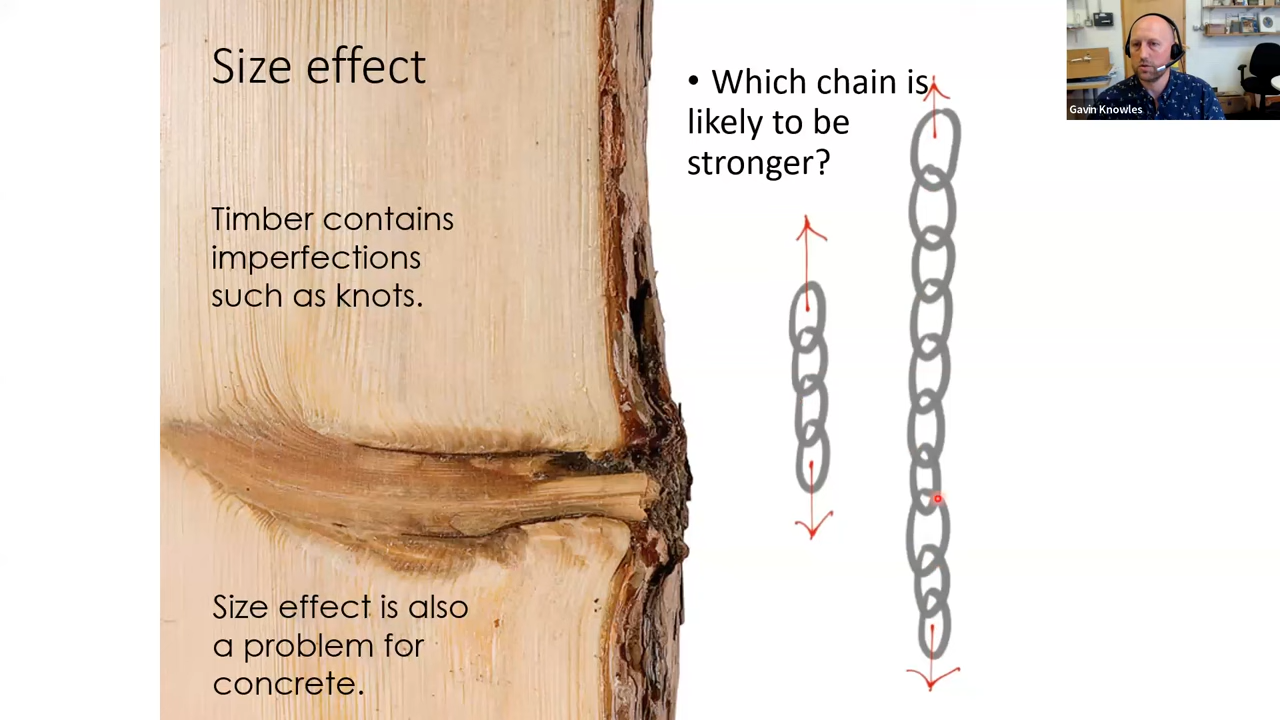 Size effect
Timber contains
imperfections
such as knots.
Size effect is also
a problem for
concrete.
• Which chain is
likely to be
stronger?
Gavin Knowles